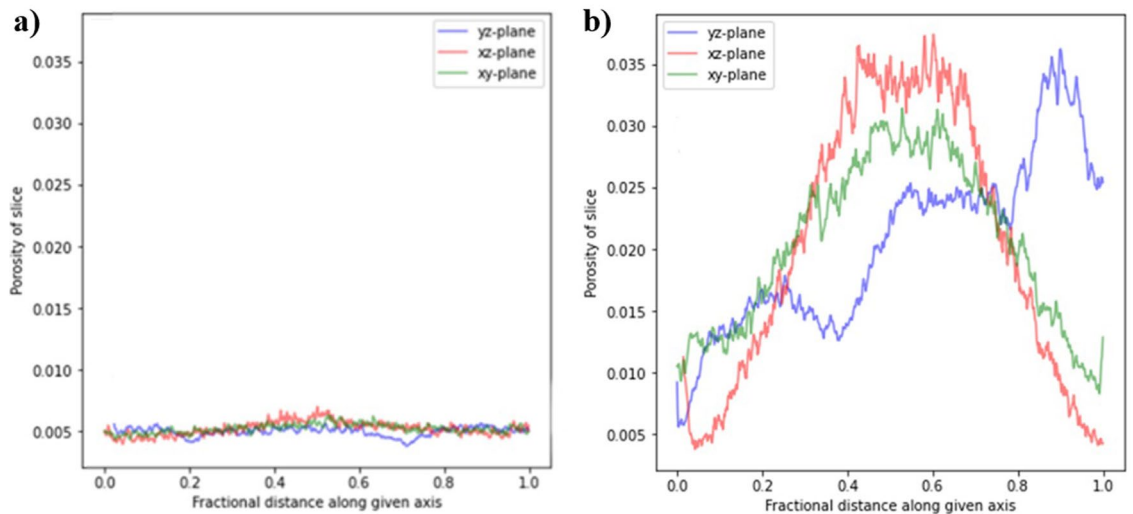 a)
yz-plane
xz-plane
xy-plane
0.035
0.030
0.025
0.020
0.015
0.010
0.005
Porosity of slice
0.0 0.2 0.4 0.6 0.8 1.0
Fractional distance along given axis
b)
yz-plane
xz-plane
xy-plane
0.035
0.030
0.025
0.020
0.015
0.010
0.005
Porosity of slice
0.0 0.2 0.4 0.6 0.8 1.0
Fractional distance along given axis